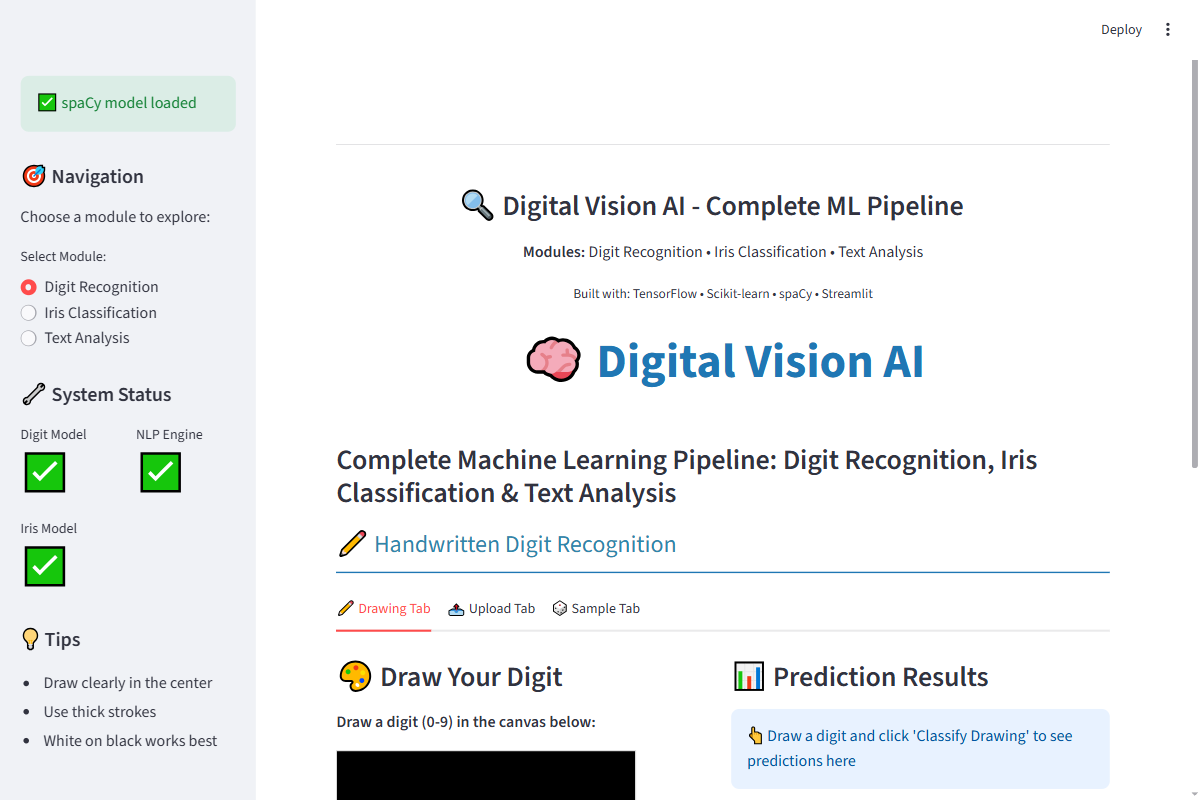 Deploy
spaCy model loaded
Navigation
Choose a module to explore:
Select Module:
Digit Recognition
Iris Classification
Text Analysis
System Status
Digit Model
NLP Engine
Iris Model
Tips
Draw clearly in the center
Use thick strokes
White on black works best
Digital Vision AI - Complete ML Pipeline
Modules: Digit Recognition • Iris Classification • Text Analysis
Built with: TensorFlow • Scikit-learn • spaCy • Streamlit
Digital Vision AI
Complete Machine Learning Pipeline: Digit Recognition, Iris
Classification & Text Analysis
Handwritten Digit Recognition
Drawing Tab
Upload Tab
Sample Tab
Draw Your Digit
Draw a digit (0-9) in the canvas below:
Prediction Results
Draw a digit and click 'Classify Drawing' to see
predictions here